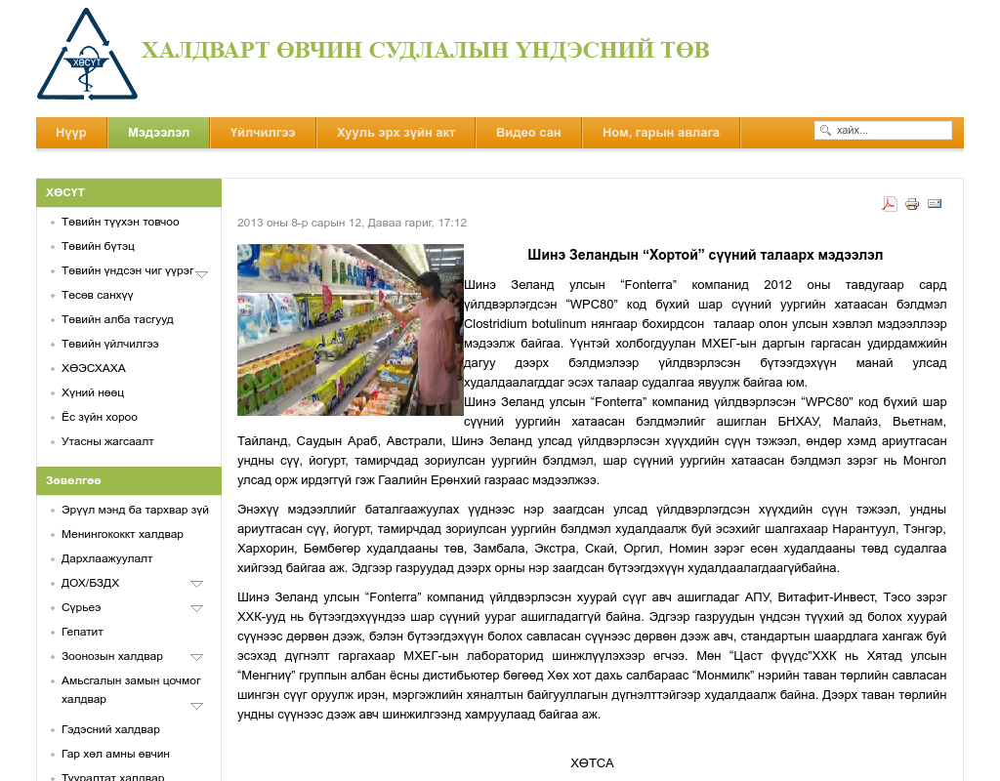 ХӨСҮТ
ХАЛДВАРТ ӨВЧИН СУДЛАЛЫН ҮНДЭСНИЙ ТӨВ
Нүүр
Мэдээлэл
Үйлчилгээ
Хууль эрх зүйн акт
Видео сан
Ном, гарын авлага
хайх...
ХӨСҮТ
Төвийн түүхэн товчоо
Төвийн бүтэц
Төвийн үндсэн чиг үүрэг
Төсөв санхүү
Төвийн алба тасгууд
Төвийн үйлчилгээ
ХӨЭСХАХА
Хүний нөөц
Ёс зүйн хороо
Утасны жагсаалт
Зөвөлгөө
Эрүүл мэнд ба тархвар зүй
Менингококкт халдвар
Дархлаажуулалт
ДОХ/БЗДХ
Сүрьеэ
Гепатит
Зоонозын халдвар
Амьсгалын замын цочмог
халдвар
Гэдэсний халдвар
Гар хөл амны өвчин
Тууралтат халдвар
2013 оны 8-р сарын 12, Даваа гариг, 17:12
Шинэ Зеландын “Хортой” сүүний талаарх мэдээлэл
Шинэ Зеланд улсын “Fonterra” компанид 2012 оны тавдугаар сард
үйлдвэрлэгдсэн “WPC80” код бүхий шар сүүний уургийн хатаасан бэлдмэл
Clostridium botulinum нянгаар бохирдсон талаар олон улсын хэвлэл мэдээллээр
мэдээлж байгаа. Үүнтэй холбогдуулан МХЕГ-ын даргын гаргасан удирдамжийн
дагуу дээрх бэлдмэлээр үйлдвэрлэсэн бүтээгдэхүүн манай улсад
худалдаалагддаг эсэх талаар судалгаа явуулж байгаа юм.
Шинэ Зеланд улсын “Fonterra” компанид үйлдвэрлэсэн “WPC80” код бүхий шар
сүүний уургийн хатаасан бэлдмэлийг ашиглан БНХАУ, Малайз, Вьетнам,
Тайланд, Саудын Араб, Австрали, Шинэ Зеланд улсад үйлдвэрлэсэн хүүхдийн сүүн тэжээл, өндөр хэмд ариутгасан
ундны сүү, йогурт, тамирчдад зориулсан уургийн бэлдмэл, шар сүүний уургийн хатаасан бэлдмэл зэрэг нь Монгол
улсад орж ирдэггүй гэж Гаалийн Ерөнхий газраас мэдээлжээ.
Энэхүү мэдээллийг баталгаажуулах үүднээс нэр заагдсан улсад үйлдвэрлэгдсэн хүүхдийн сүүн тэжээл, ундны
ариутгасан сүү, йогурт, тамирчдад зориулсан уургийн бэлдмэл худалдаалж буй эсэхийг шалгахаар Нарантуул, Тэнгэр,
Хархорин, Бөмбөгөр худалдааны төв, Замбала, Экстра, Скай, Оргил, Номин зэрэг есөн худалдааны төвд судалгаа
хийгээд байгаа аж. Эдгээр газруудад дээрх орны нэр заагдсан бүтээгдэхүүн худалдаалагдаагүйбайна.
Шинэ Зеланд улсын “Fonterra” компанид үйлдвэрлэсэн хуурай сүүг авч ашигладаг АПУ, Витафит-Инвест, Тэсо зэрэг
ХХК-ууд нь бүтээгдэхүүндээ шар сүүний уураг ашигладаггүй байна. Эдгээр газруудын үндсэн түүхий эд болох хуурай
сүүнээс дөрвөн дээж, бэлэн бүтээгдэхүүн болох савласан сүүнээс дөрвөн дээж авч, стандартын шаардлага хангаж буй
эсэхэд дүгнэлт гаргахаар МХЕГ-ын лабораторид шинжлүүлэхээр өгчээ. Мөн “Цаст фүүдс”ХХК нь Хятад улсын
“Менгниү” группын албан ёсны дистибьютер бөгөөд Хөх хот дахь салбараас “Монмилк” нэрийн таван төрлийн савласан
шингэн сүүг оруулж ирэн, мэргэжлийн хяналтын байгууллагын дүгнэлттэйгээр худалдаалж байна. Дээрх таван төрлийн
ундны сүүнээс дээж авч шинжилгээнд хамруулаад байгаа аж.
ХӨТСА